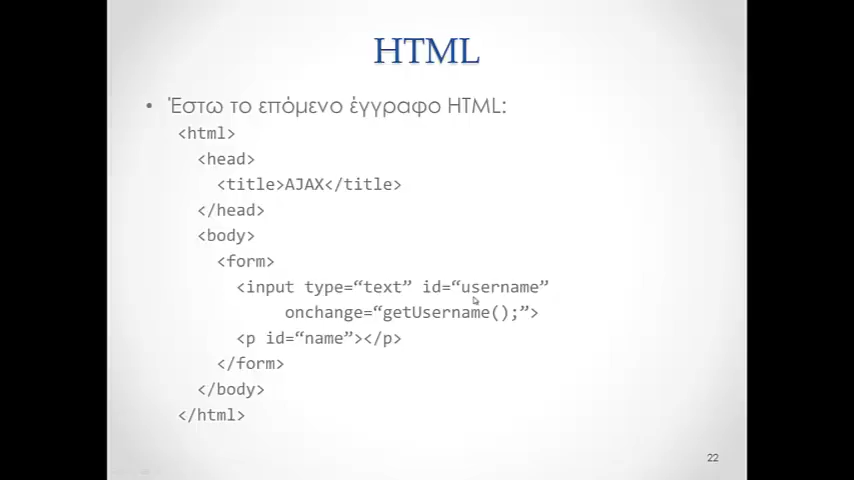 HTML
• Έστω το επόμενο έγγραφο HTML:
<html>
<head>
<title>AJAX</title>
</head>
<body>
<form>
<input type=“text” id=“username”
onchange=“getUsername();”>
<p id=“name”></p>
</form>
</body>
</html>
22